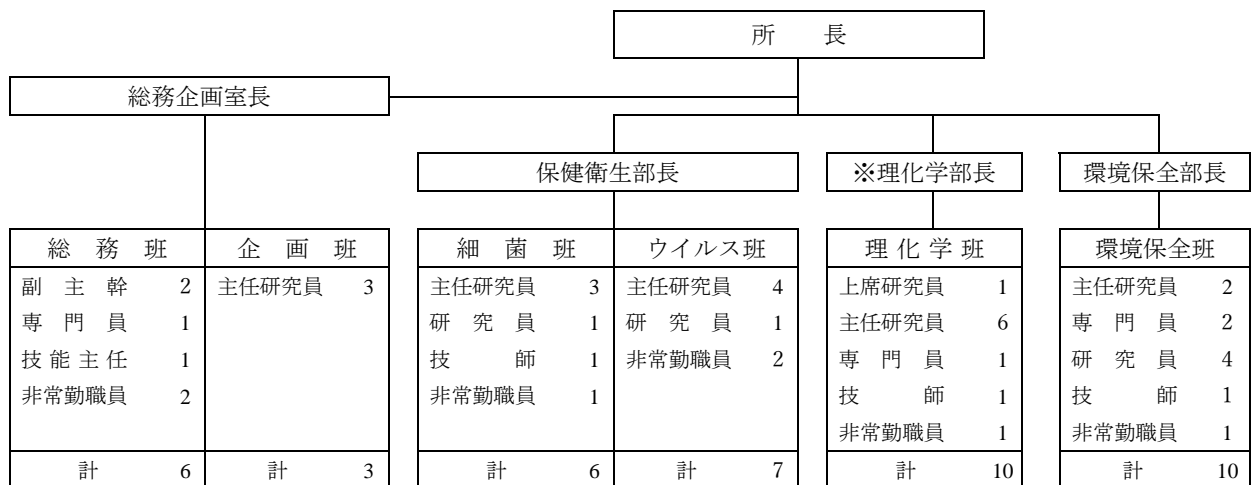 所長
総務企画室長
保健衛生部長 ※理化学部長 環境保全部長
総務班 企画班 細菌班 ウイルス班 理化学班 環境保全班
副主幹 2 主任研究員 3 主任研究員 3 主任研究員 4 上席研究員 1 主任研究員 2
専門員 1 研究員 1 研究員 1 主任研究員 6 専門員 2
技能主任 1 技師 1 非常勤職員 2 専門員 1 研究員 4
非常勤職員 2 非常勤職員 1 技師 1 技師 1
非常勤職員 1 非常勤職員 1
計 6 計 3 計 6 計 7 計 10 計 10